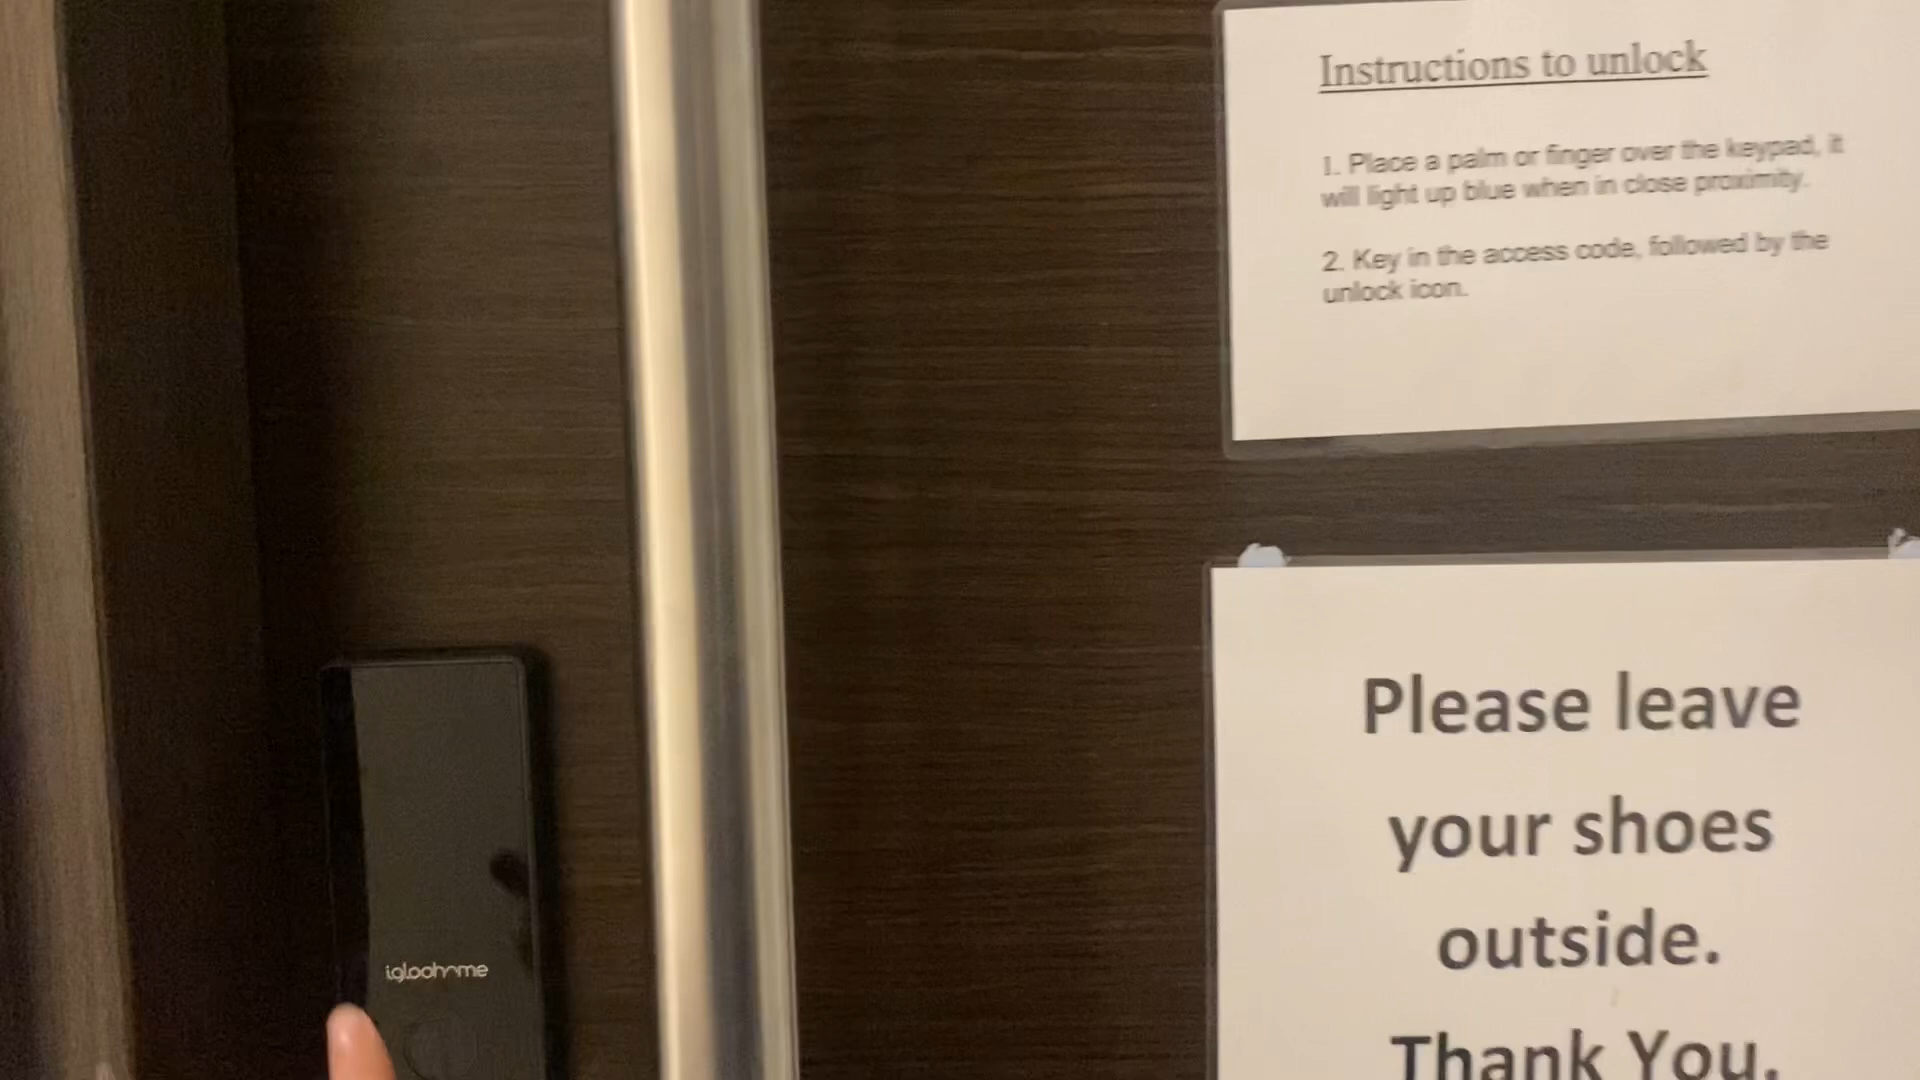 Instructions to unlock
1. Place a palm or finger over the keypad, it
will light up blue when in close proximity.
2. Key in the access code, followed by the
unlock icon.
Please leave
your shoes
outside.
Thank You.
igloohome